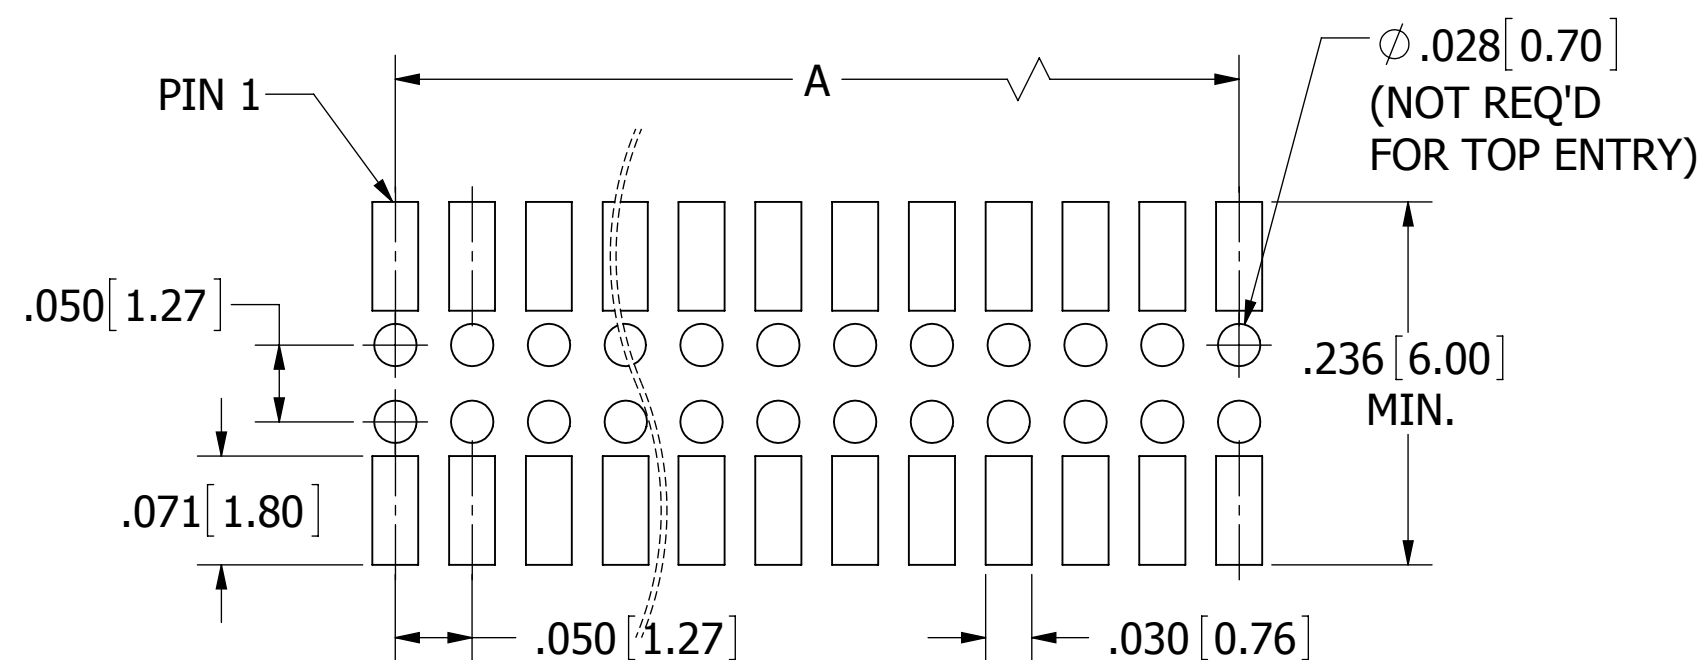 ⌀ .028[0.70]
(NOT REQ'D
FOR TOP ENTRY)
A
PIN 1
.050[1.27]
.236[6.00]
MIN.
.071[1.80]
.050[1.27]
.030[0.76]